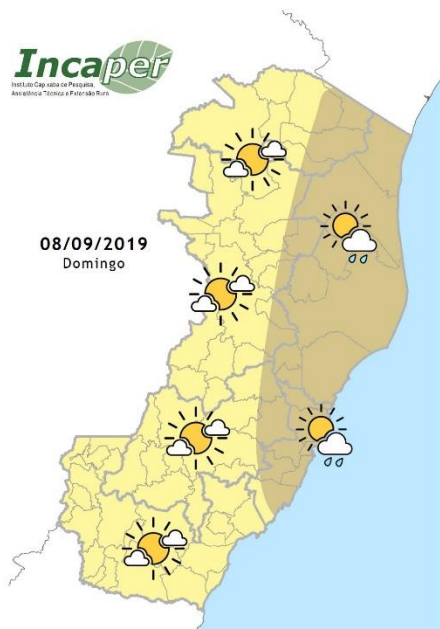 Incaper
Instituto Capixaba de Pesquisa,
Assistência Técnica e Extensão Rural
08/09/2019
Domingo